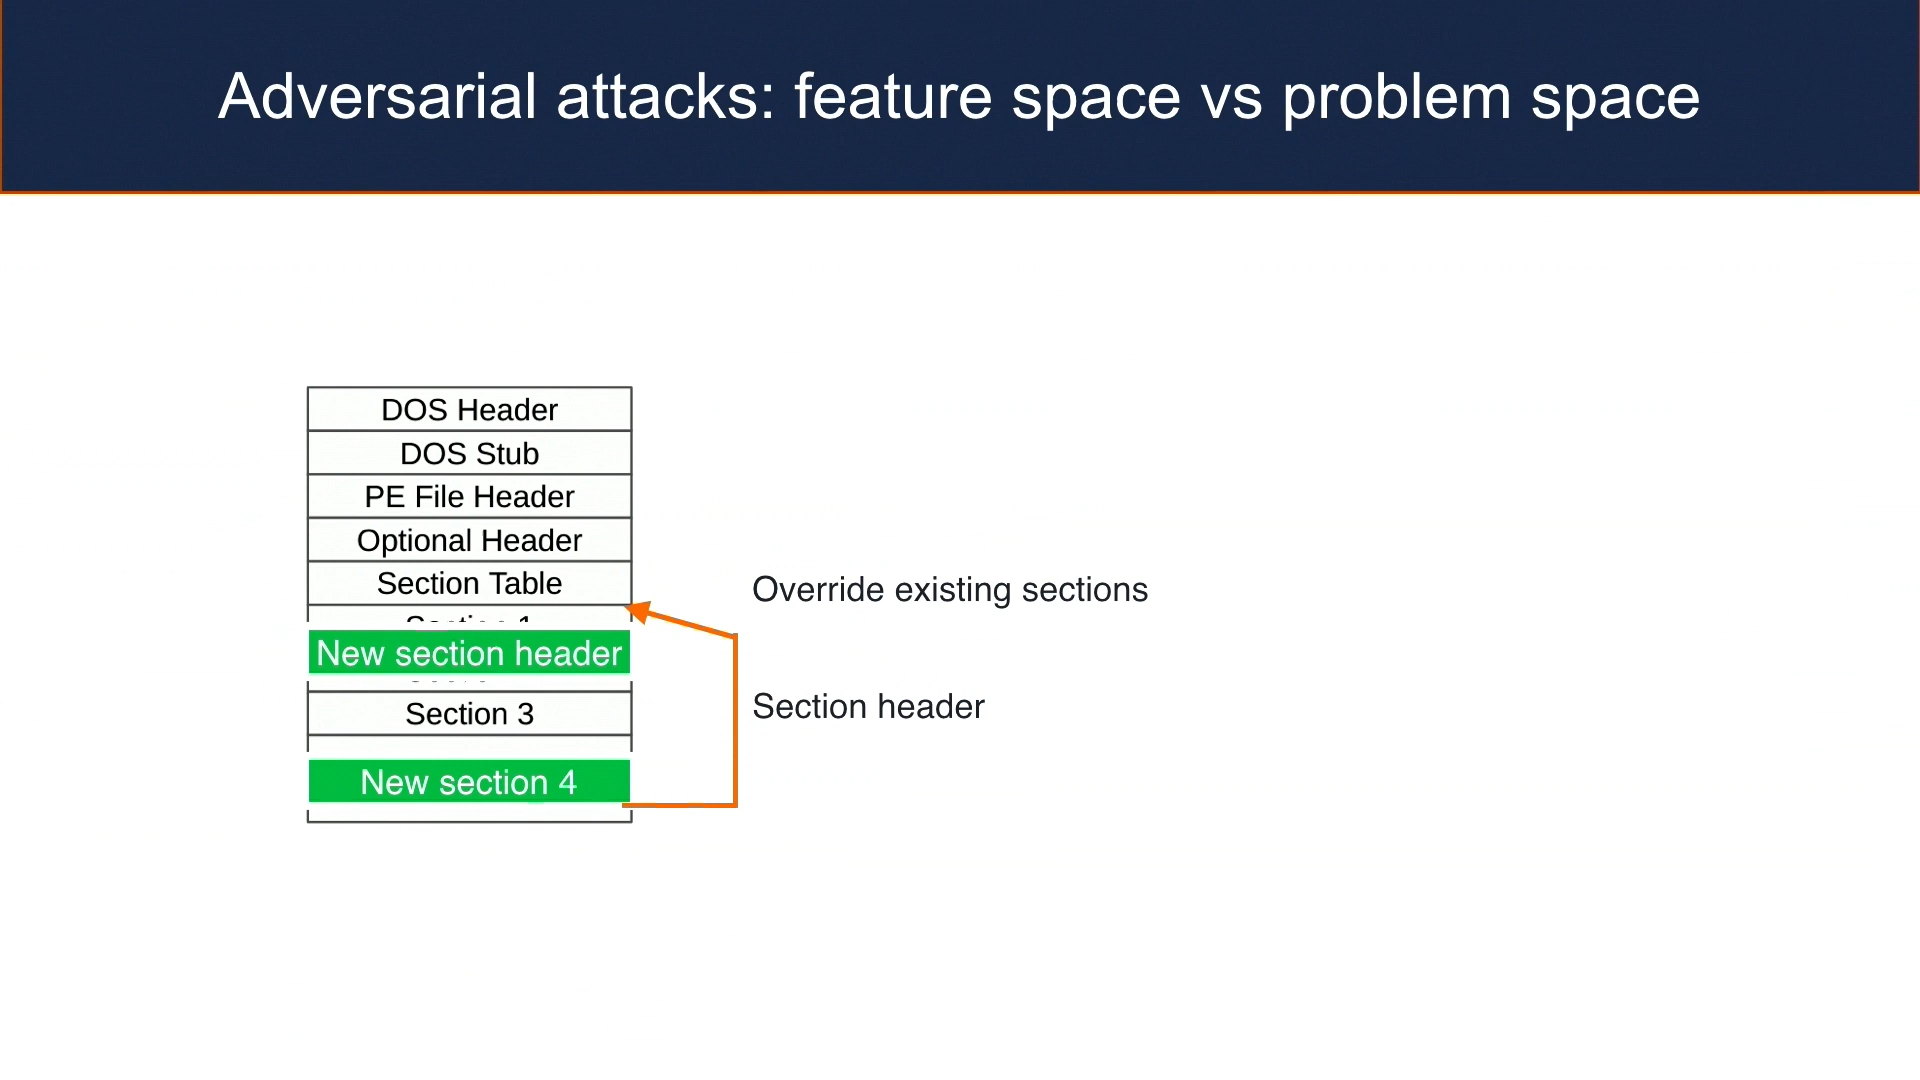 Adversarial attacks: feature space vs problem space
DOS Header
DOS Stub
PE File Header
Optional Header
Section Table
Override existing sections
New section header
Section header
Section 3
New section 4